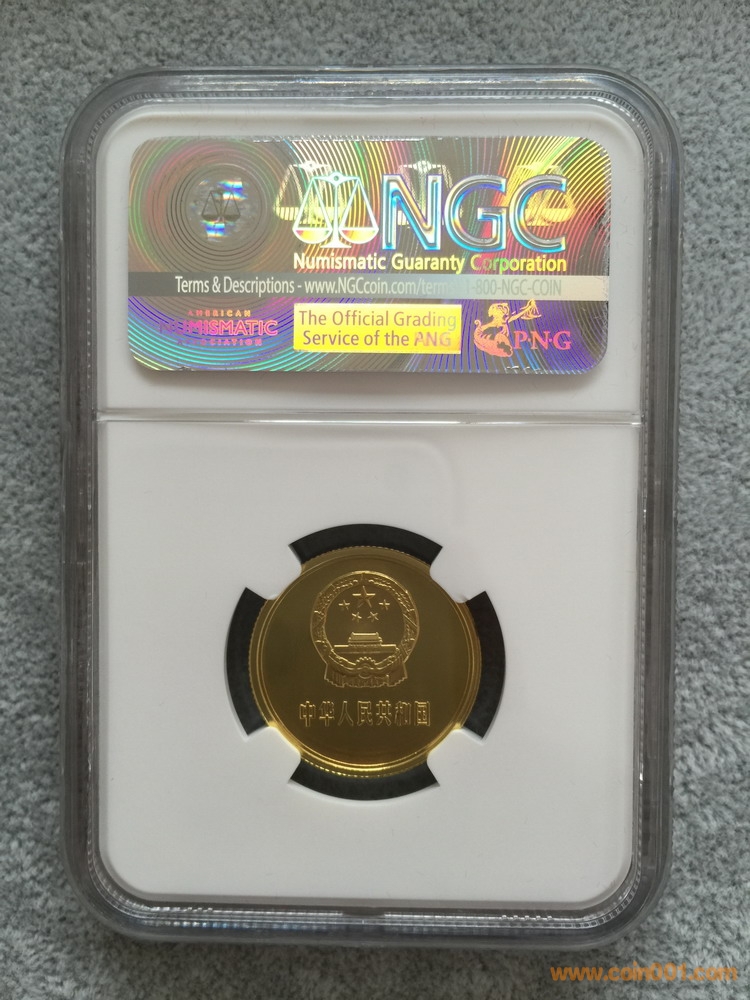 NGC
Numismatic Guaranty Corporation
Terms & Descriptions - www.NGCcoin.com/terms 1-800-NGC-COIN
AMERICAN
NUMISMATIC
ASSOCIATION
The Official Grading
Service of the PNG
P·N·G
中华人民共和国
www.coin001.com